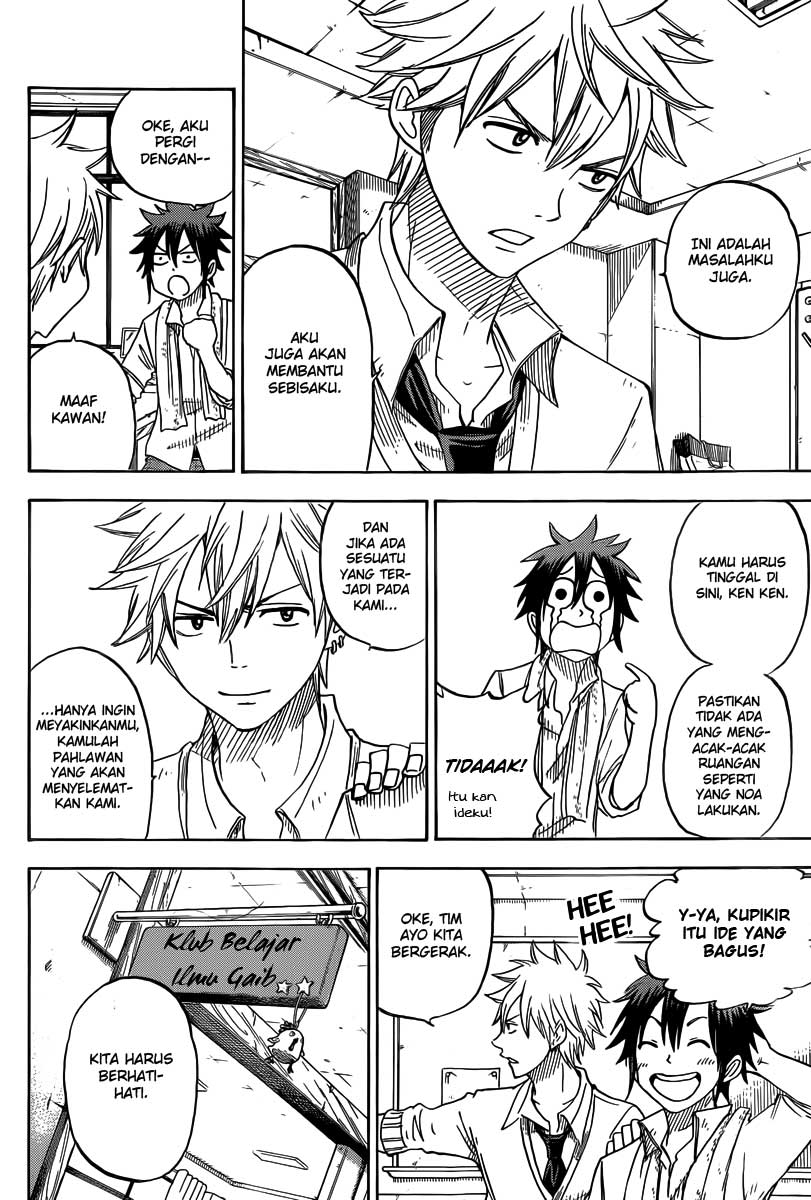 INI ADALAH
MASALAHKU
JUGA.
AKU
JUGA AKAN
MEMBANTU
SEBISAKU.
OKE, AKU
PERGI
DENGAN--
MAAF
KAWAN!
KAMU HARUS
TINGGAL DI
SINI, KEN KEN.
PASTIKAN
TIDAK ADA
YANG MENG-
ACAK-ACAK
RUANGAN
SEPERTI
YANG NOA
LAKUKAN.
TIDAAAK!
Itu kan
ideku!
DAN
JIKA ADA
SESUATU
YANG TER-
JADI PADA
KAMI...
...HANYA INGIN
MEYAKINKANMU,
KAMULAH
PAHLAWAN
YANG AKAN
MENYELEMAT-
KAN KAMI.
Y-YA, KUPIKIR
ITU IDE YANG
BAGUS!
HEE
HEE!
OKE, TIM
AYO KITA
BERGERAK.
Klub Belajar
Ilmu Gaib
KITA HARUS
BERHATI-
HATI.